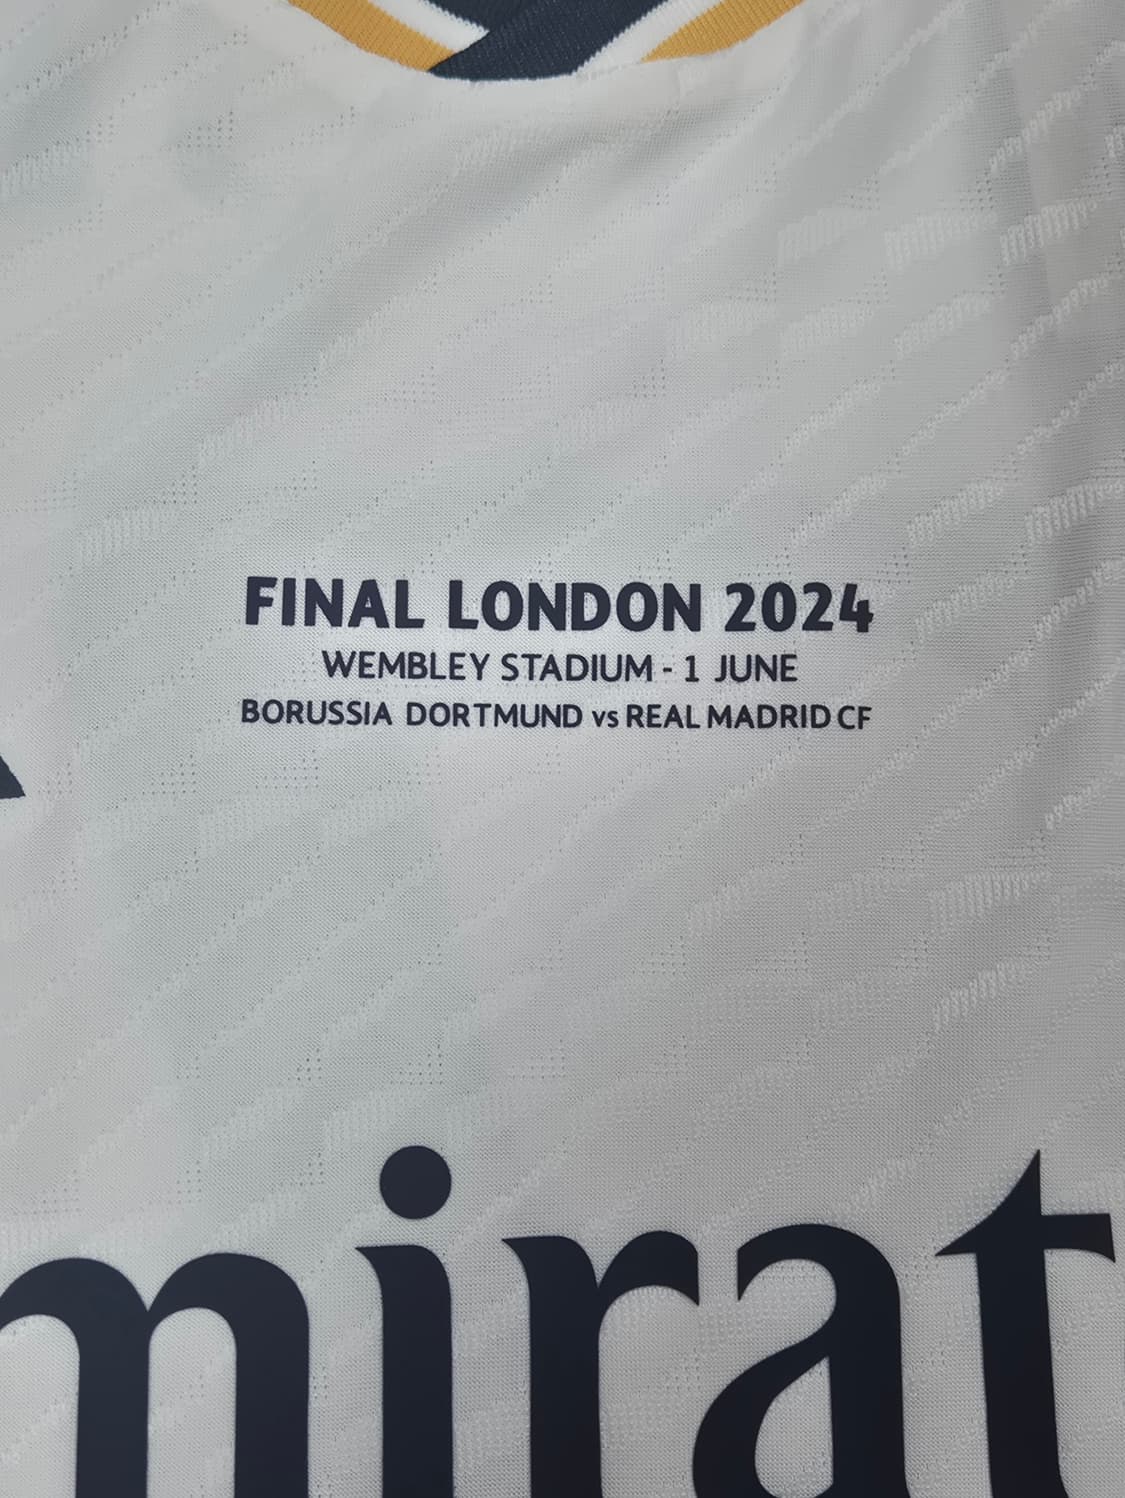 FINAL LONDON 2024
WEMBLEY STADIUM - 1 JUNE
BORUSSIA DORTMUND vs REAL MADRID CF
mirat